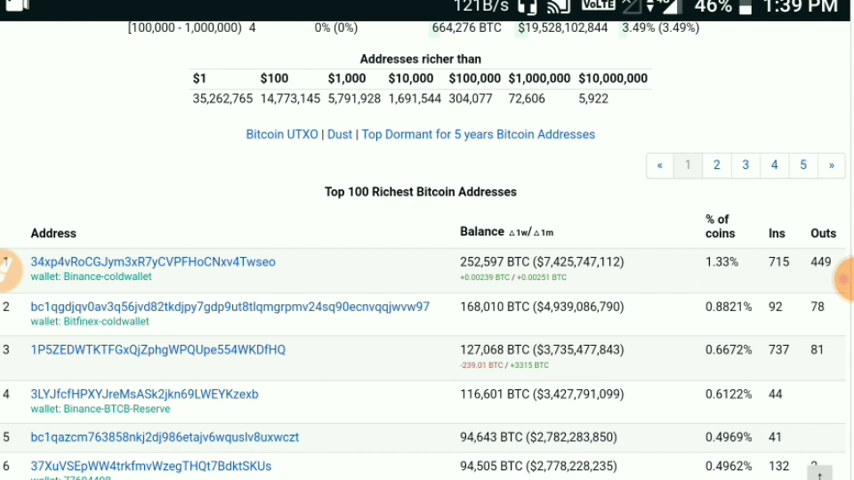 121B/s VoLTE 46% 1:39 PM
[100,000 - 1,000,000) 4 0% (0%) 664,276 BTC $19,528,102,844 3.49% (3.49%)
Addresses richer than
$1 $100 $1,000 $10,000 $100,000 $1,000,000 $10,000,000
35,262,765 14,773,145 5,791,928 1,691,544 304,077 72,606 5,922
Bitcoin UTXO | Dust | Top Dormant for 5 years Bitcoin Addresses
« 1 2 3 4 5 »
Top 100 Richest Bitcoin Addresses
Address Balance △1w/△1m % of coins Ins Outs
1 34xp4vRoCGJym3xR7yCVPFHoCNxv4Twseo 252,597 BTC ($7,425,747,112) 1.33% 715 449
wallet: Binance-coldwallet +0.00239 BTC / +0.00251 BTC
2 bc1qgdjqv0av3q56jvd82tkdjpy7gdp9ut8tlqmgrpmv24sq90ecnvqqjwvw97 168,010 BTC ($4,939,086,790) 0.8821% 92 78
wallet: Bitfinex-coldwallet
3 1P5ZEDWTKTFGxQjZphgWPQUpe554WKDfHQ 127,068 BTC ($3,735,477,843) 0.6672% 737 81
-239.01 BTC / +3315 BTC
4 3LYJfcfHPXYJreMsASk2jkn69LWEYKzexb 116,601 BTC ($3,427,791,099) 0.6122% 44
wallet: Binance-BTCB-Reserve
5 bc1qazcm763858nkj2dj986etajv6wquslv8uxwczt 94,643 BTC ($2,782,283,850) 0.4969% 41
6 37XuVSEpWW4trkfmvWzegTHQt7BdktSKUs 94,505 BTC ($2,778,228,235) 0.4962% 132